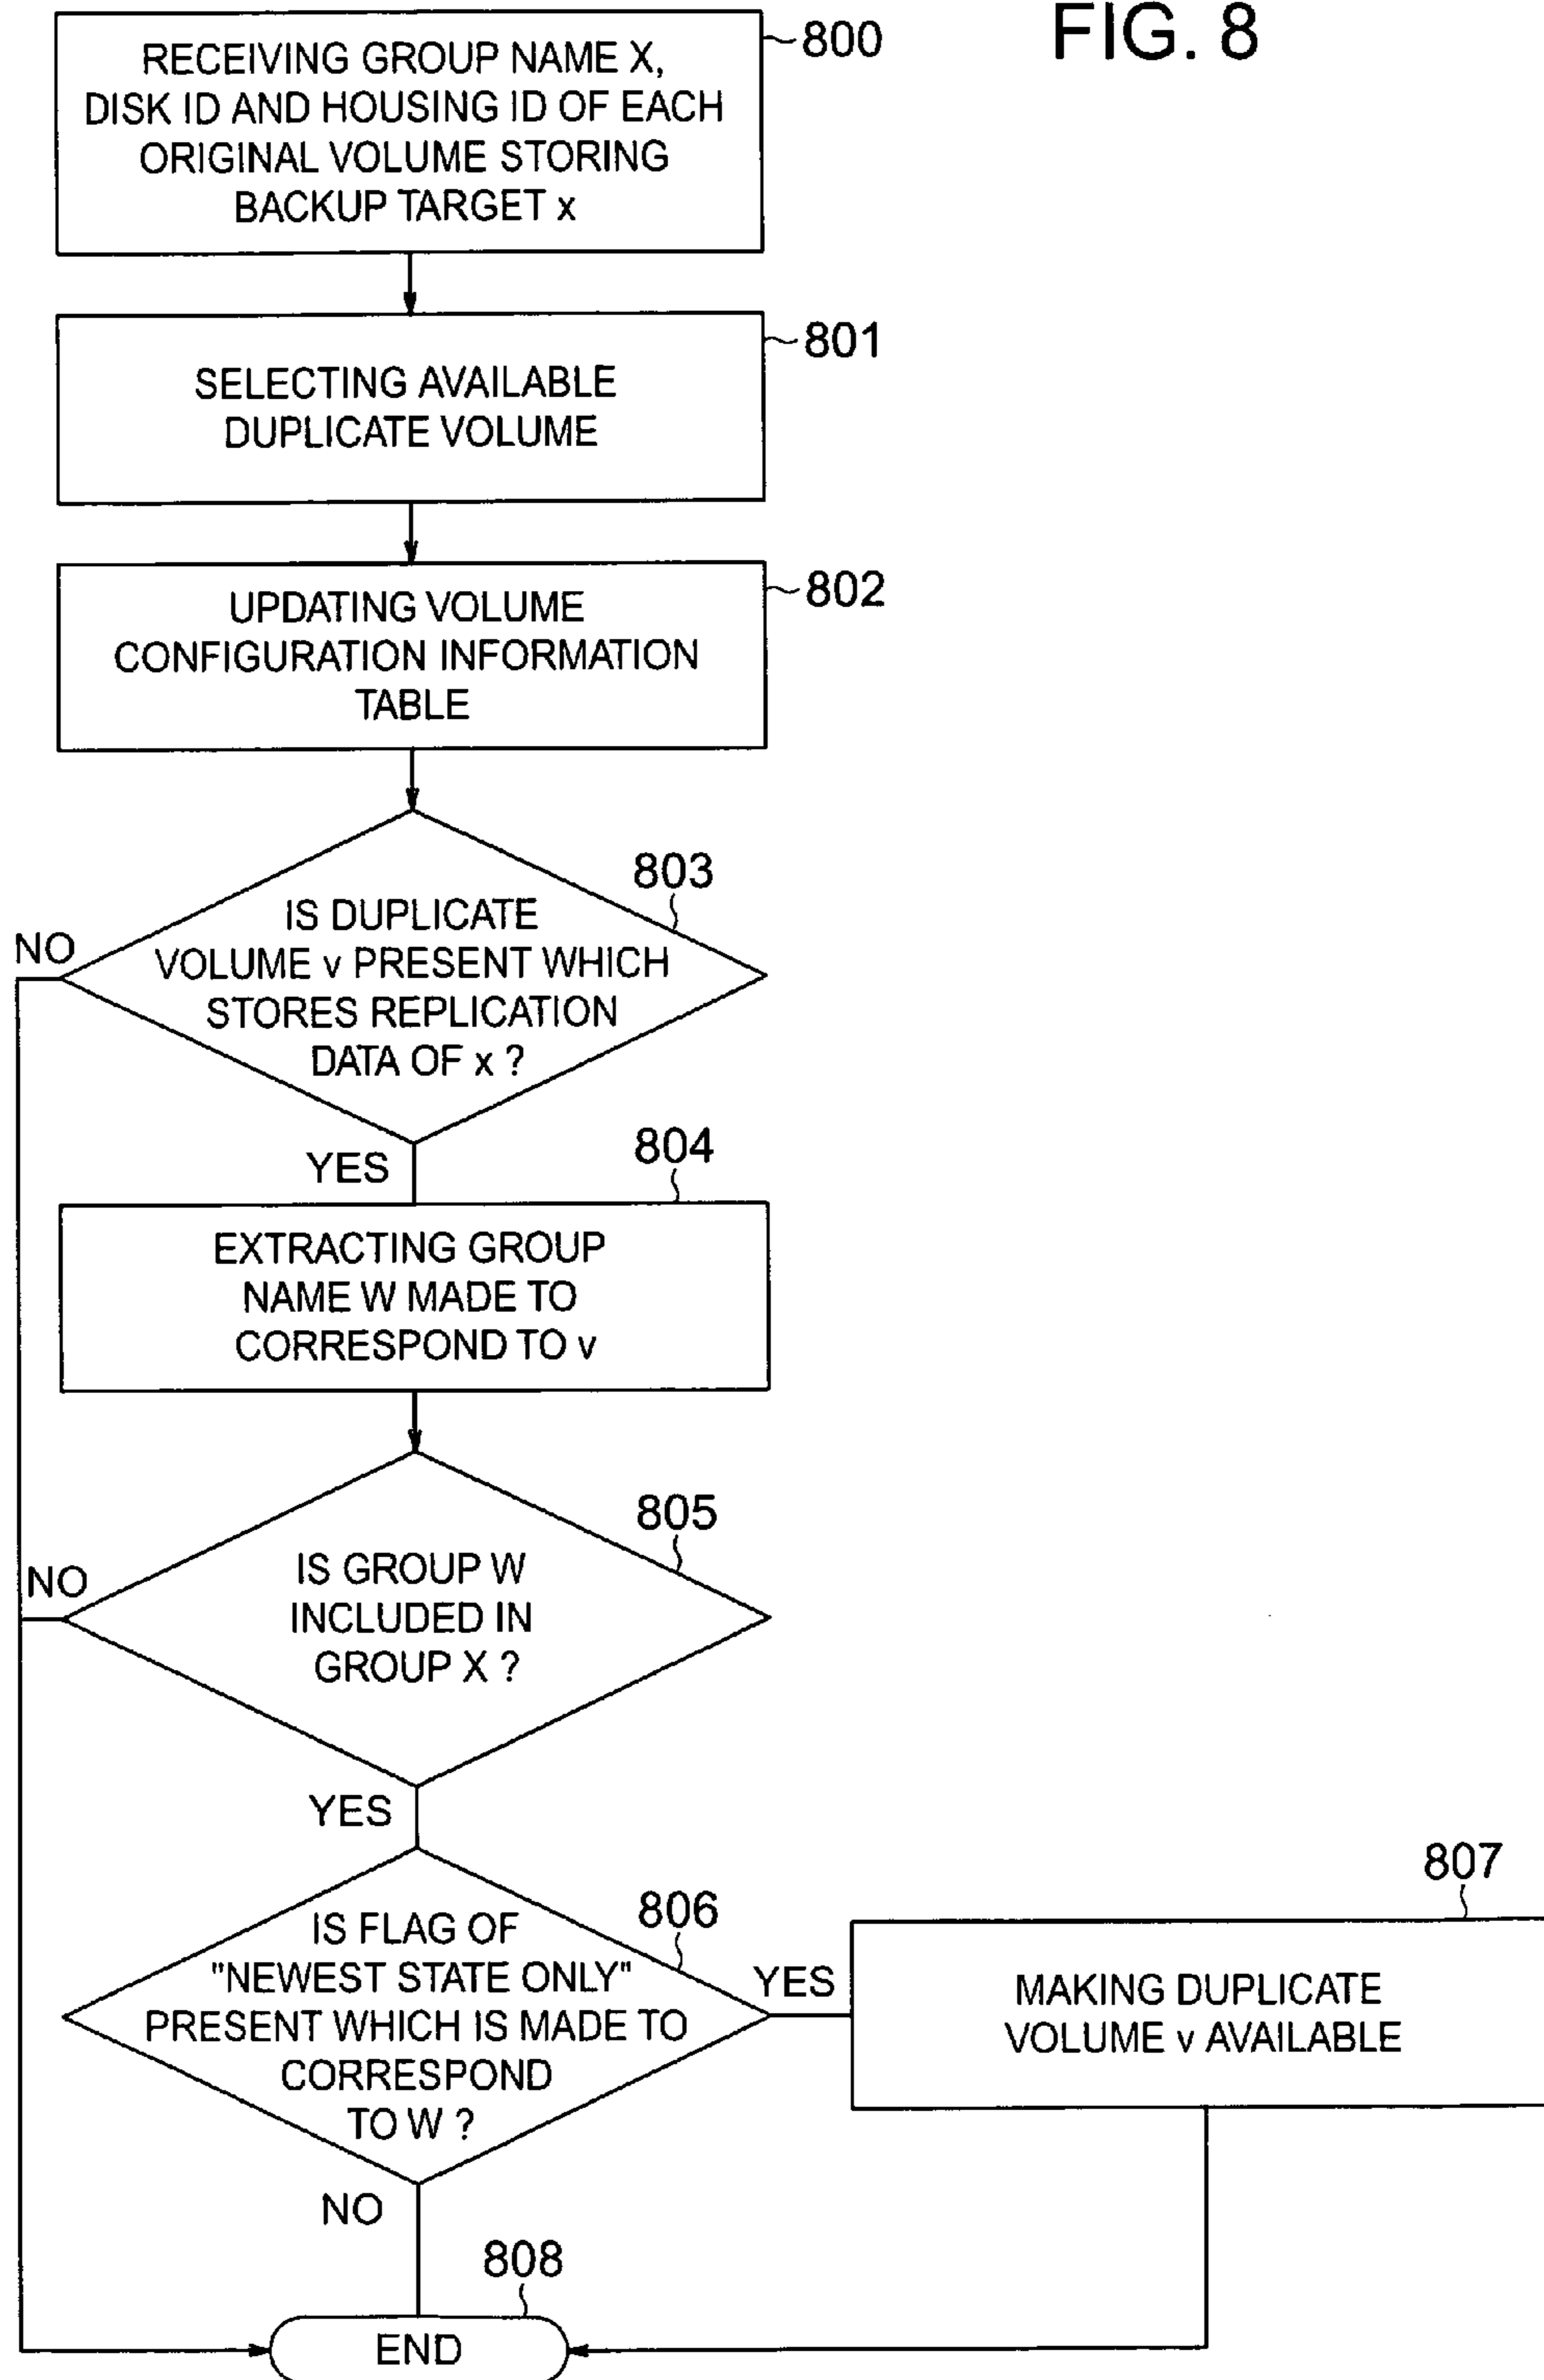 FIG. 8
800
RECEIVING GROUP NAME X,
DISK ID AND HOUSING ID OF EACH
ORIGINAL VOLUME STORING
BACKUP TARGET x
801
SELECTING AVAILABLE
DUPLICATE VOLUME
802
UPDATING VOLUME
CONFIGURATION INFORMATION
TABLE
803
NO
IS DUPLICATE
VOLUME v PRESENT WHICH
STORES REPLICATION
DATA OF x ?
YES
804
EXTRACTING GROUP
NAME W MADE TO
CORRESPOND TO v
805
NO
IS GROUP W
INCLUDED IN
GROUP X ?
YES
806
IS FLAG OF
"NEWEST STATE ONLY"
PRESENT WHICH IS MADE TO
CORRESPOND
TO W ?
YES
807
MAKING DUPLICATE
VOLUME v AVAILABLE
NO
808
END